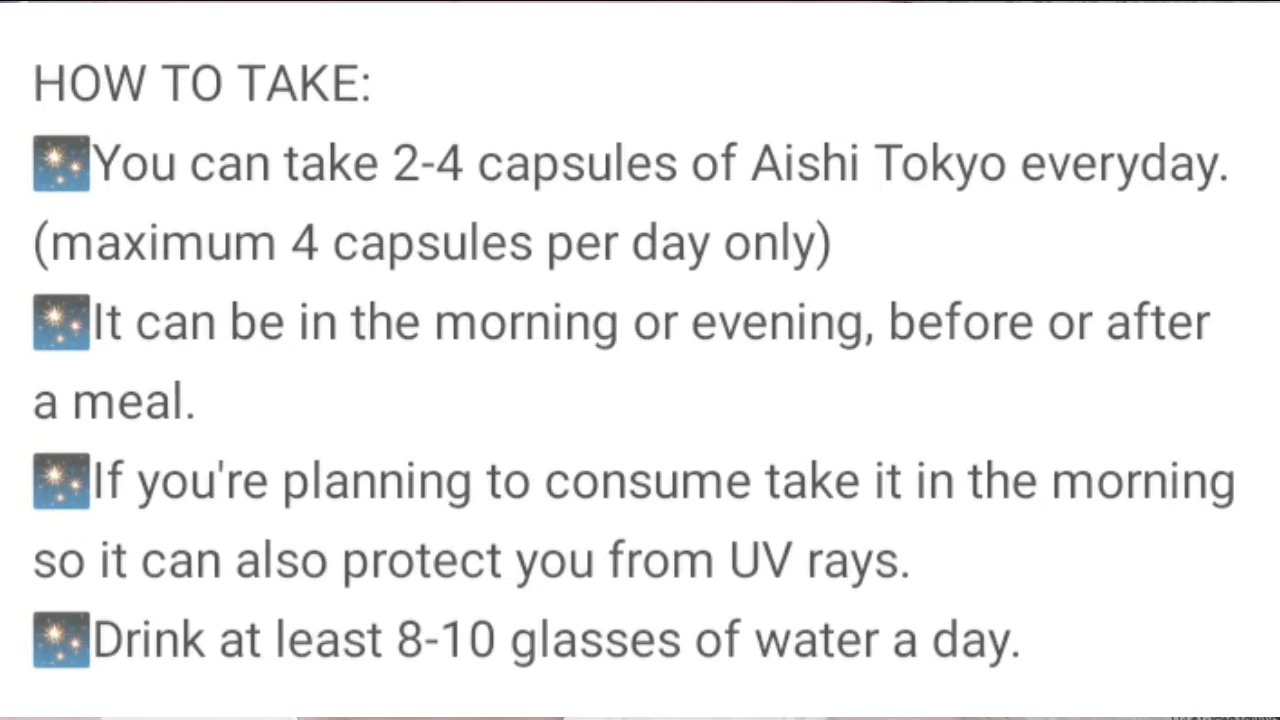 HOW TO TAKE:
🎇You can take 2-4 capsules of Aishi Tokyo everyday.
(maximum 4 capsules per day only)
🎇It can be in the morning or evening, before or after
a meal.
🎇If you're planning to consume take it in the morning
so it can also protect you from UV rays.
🎇Drink at least 8-10 glasses of water a day.